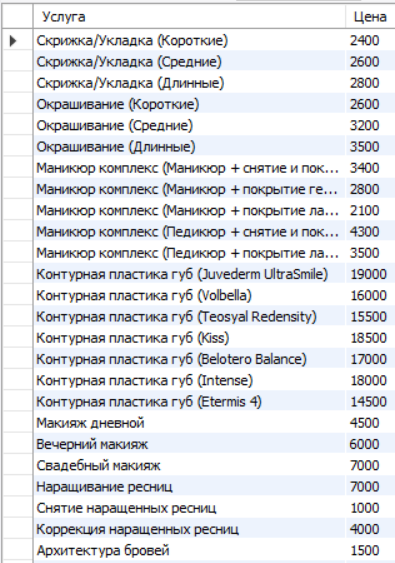 Услуга Цена
Скрижка/Укладка (Короткие) 2400
Скрижка/Укладка (Средние) 2600
Скрижка/Укладка (Длинные) 2800
Окрашивание (Короткие) 2600
Окрашивание (Средние) 3200
Окрашивание (Длинные) 3500
Маникюр комплекс (Маникюр + снятие и пок... 3400
Маникюр комплекс (Маникюр + покрытие ге... 2800
Маникюр комплекс (Маникюр + покрытие ла... 2100
Маникюр комплекс (Педикюр + снятие и пок... 4300
Маникюр комплекс (Педикюр + покрытие ла... 3500
Контурная пластика губ (Juvederm UltraSmile) 19000
Контурная пластика губ (Volbella) 16000
Контурная пластика губ (Teosyal Redensity) 15500
Контурная пластика губ (Kiss) 18500
Контурная пластика губ (Belotero Balance) 17000
Контурная пластика губ (Intense) 18000
Контурная пластика губ (Etermis 4) 14500
Макияж дневной 4500
Вечерний макияж 6000
Свадебный макияж 7000
Наращивание ресниц 7000
Снятие наращенных ресниц 1000
Коррекция наращенных ресниц 4000
Архитектура бровей 1500